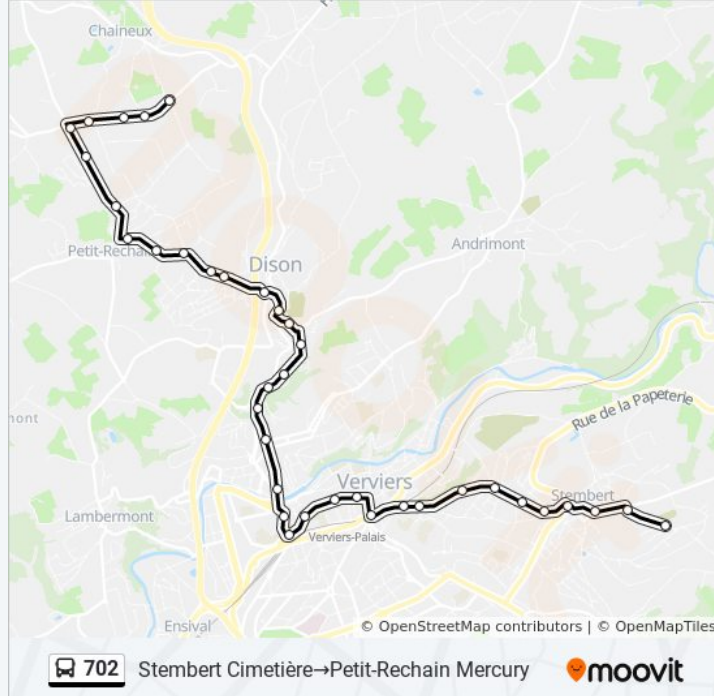 Chaineux
Petit-Rechain
Dison
Andrimont
Rue de la Papeterie
mont
Verviers
Stembert
Lambermont
Verviers-Palais
Ensival
© OpenStreetMap contributors | © OpenMapTiles
702 Stembert Cimetière→Petit-Rechain Mercury moovit